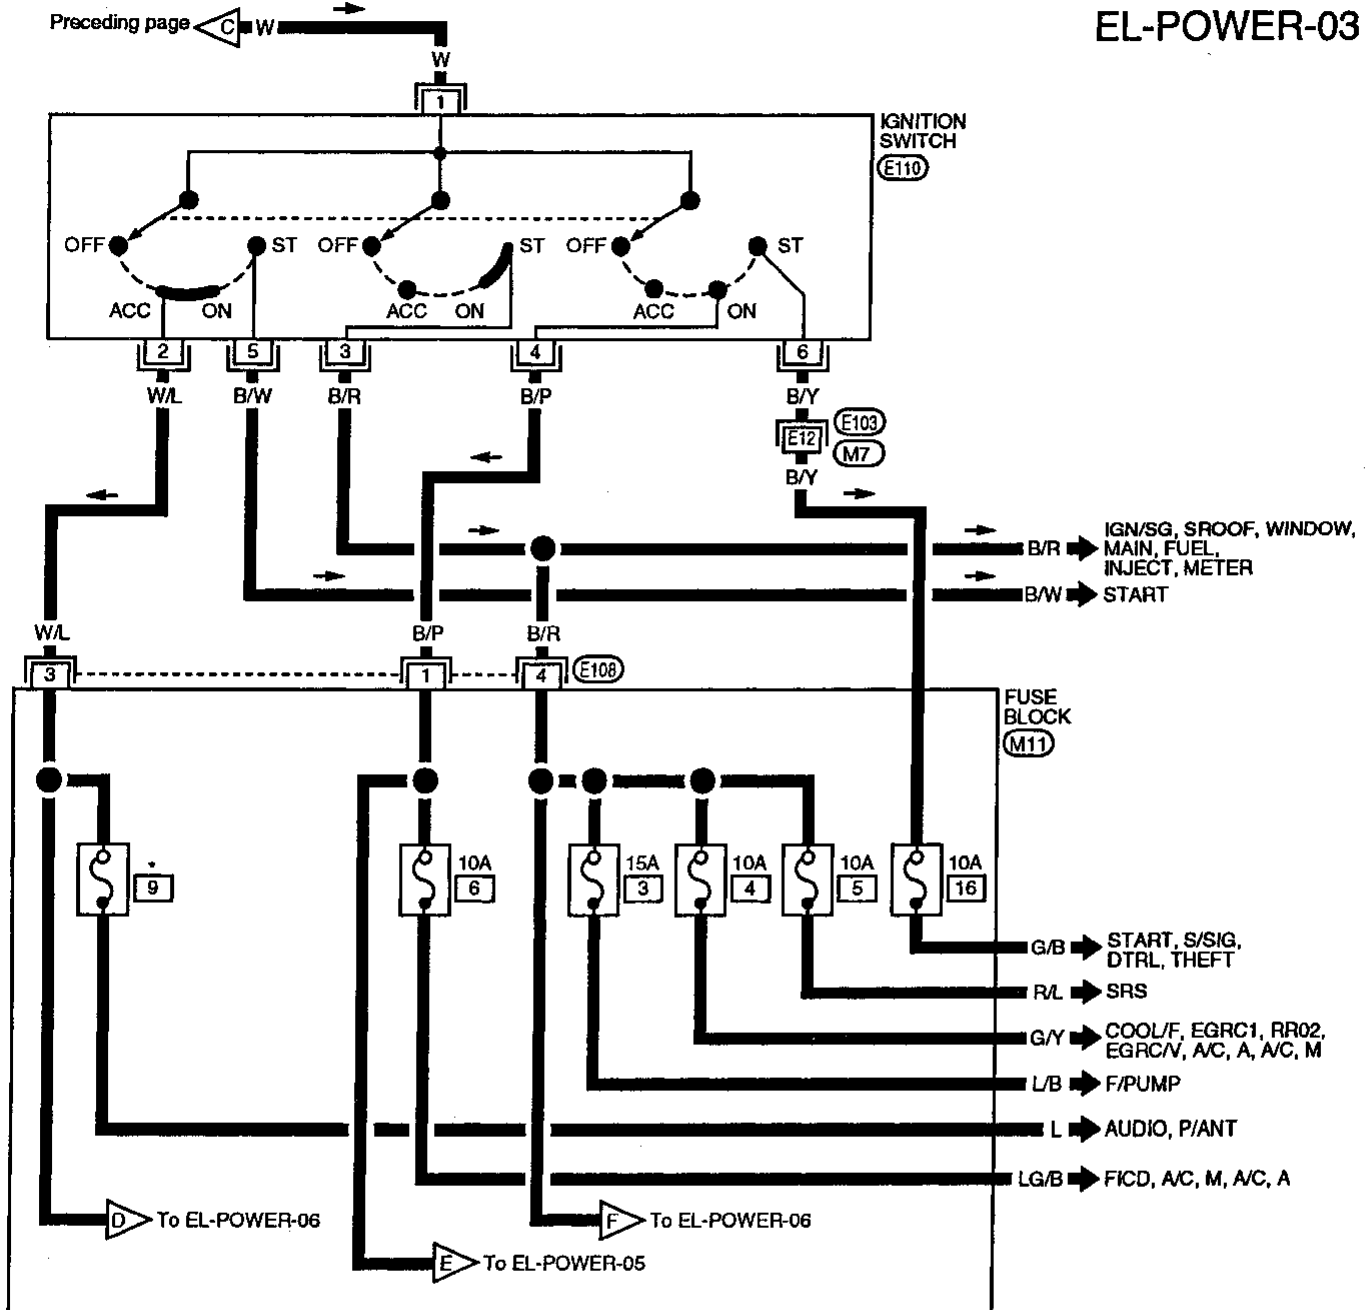 EL-POWER-03
Preceding page C W
W
1
IGNITION
SWITCH
E110
OFF ST OFF ST OFF ST
ACC ON ACC ON ACC ON
2 5 3 4 6
W/L B/W B/R B/P B/Y
E12 E103
M7
B/Y
B/R IGN/SG, SROOF, WINDOW,
MAIN, FUEL,
INJECT, METER
B/W START
W/L B/P B/R
3 1 4 E108
FUSE
BLOCK
M11
* 10A 15A 10A 10A 10A
9 6 3 4 5 16
G/B START, S/SIG,
DTRL, THEFT
R/L SRS
G/Y COOL/F, EGRC1, RR02,
EGRC/V, A/C, A, A/C, M
L/B F/PUMP
L AUDIO, P/ANT
LG/B FICD, A/C, M, A/C, A
D To EL-POWER-06 F To EL-POWER-06
E To EL-POWER-05